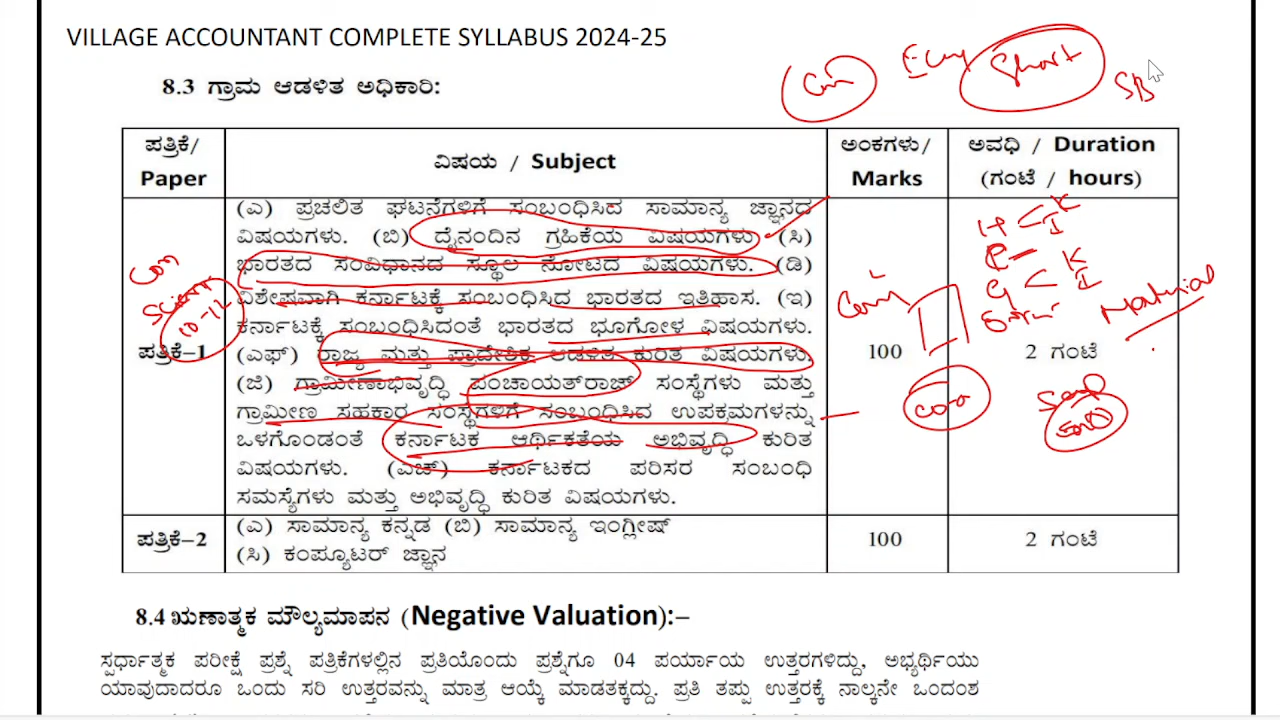 VILLAGE ACCOUNTANT COMPLETE SYLLABUS 2024-25
8.3 ಗ್ರಾಮ ಆಡಳಿತ ಅಧಿಕಾರಿ:
Short
SB
ಪತ್ರಿಕೆ/
Paper
ವಿಷಯ / Subject
ಅಂಕಗಳು/
Marks
ಅವಧಿ / Duration
(ಗಂಟೆ / hours)
ಪತ್ರಿಕೆ-1
(ಎ) ಪ್ರಚಲಿತ ಘಟನೆಗಳಿಗೆ ಸಂಬಂಧಿಸಿದ ಸಾಮಾನ್ಯ ಜ್ಞಾನದ
ವಿಷಯಗಳು. (ಬಿ) ದೈನಂದಿನ ಗ್ರಹಿಕೆಯ ವಿಷಯಗಳು (ಸಿ)
ಭಾರತದ ಸಂವಿಧಾನದ ಸ್ಥೂಲ ನೋಟದ ವಿಷಯಗಳು. (ಡಿ)
ವಿಶೇಷವಾಗಿ ಕರ್ನಾಟಕ್ಕೆ ಸಂಬಂಧಿಸಿದ ಭಾರತದ ಇತಿಹಾಸ. (ಇ)
ಕರ್ನಾಟಕ್ಕೆ ಸಂಬಂಧಿಸಿದಂತೆ ಭಾರತದ ಭೂಗೋಳ ವಿಷಯಗಳು.
(ಎಫ್) ರಾಜ್ಯ ಮತ್ತು ಪ್ರಾದೇಶಿಕ ಆಡಳಿತ ಕುರಿತ ವಿಷಯಗಳು.
(ಜಿ) ಗ್ರಾಮೀಣಾಭಿವೃದ್ಧಿ ಪಂಚಾಯತ್‌ರಾಜ್ ಸಂಸ್ಥೆಗಳು ಮತ್ತು
ಗ್ರಾಮೀಣ ಸಹಕಾರ ಸಂಸ್ಥೆಗಳಿಗೆ ಸಂಬಂಧಿಸಿದ ಉಪಕ್ರಮಗಳನ್ನು
ಒಳಗೊಂಡಂತೆ ಕರ್ನಾಟಕ ಆರ್ಥಿಕತೆಯ ಅಭಿವೃದ್ಧಿ ಕುರಿತ
ವಿಷಯಗಳು. (ಎಚ್) ಕರ್ನಾಟಕದ ಪರಿಸರ ಸಂಬಂಧಿ
ಸಮಸ್ಯೆಗಳು ಮತ್ತು ಅಭಿವೃದ್ಧಿ ಕುರಿತ ವಿಷಯಗಳು.
100
2 ಗಂಟೆ
10-12
H < K I
K I
Material
ಪತ್ರಿಕೆ-2
(ಎ) ಸಾಮಾನ್ಯ ಕನ್ನಡ (ಬಿ) ಸಾಮಾನ್ಯ ಇಂಗ್ಲೀಷ್
(ಸಿ) ಕಂಪ್ಯೂಟರ್ ಜ್ಞಾನ
100
2 ಗಂಟೆ
8.4 ಋಣಾತ್ಮಕ ಮೌಲ್ಯಮಾಪನ (Negative Valuation):-
ಸ್ಪರ್ಧಾತ್ಮಕ ಪರೀಕ್ಷೆ ಪ್ರಶ್ನೆ ಪತ್ರಿಕೆಗಳಲ್ಲಿನ ಪ್ರತಿಯೊಂದು ಪ್ರಶ್ನೆಗೂ 04 ಪರ್ಯಾಯ ಉತ್ತರಗಳಿದ್ದು, ಅಭ್ಯರ್ಥಿಯು
ಯಾವುದಾದರೂ ಒಂದು ಸರಿ ಉತ್ತರವನ್ನು ಮಾತ್ರ ಆಯ್ಕೆ ಮಾಡತಕ್ಕದ್ದು. ಪ್ರತಿ ತಪ್ಪು ಉತ್ತರಕ್ಕೆ ನಾಲ್ಕನೇ ಒಂದಂಶ